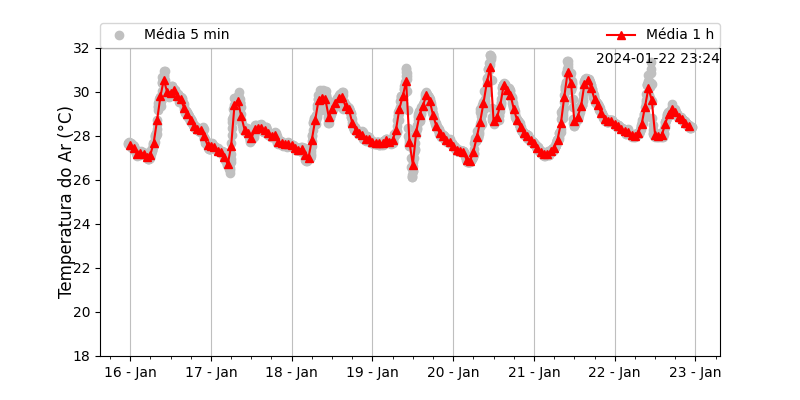 Média 5 min
Média 1 h
2024-01-22 23:24
Temperatura do Ar (°C)
32
30
28
26
24
22
20
18
16 - Jan
17 - Jan
18 - Jan
19 - Jan
20 - Jan
21 - Jan
22 - Jan
23 - Jan